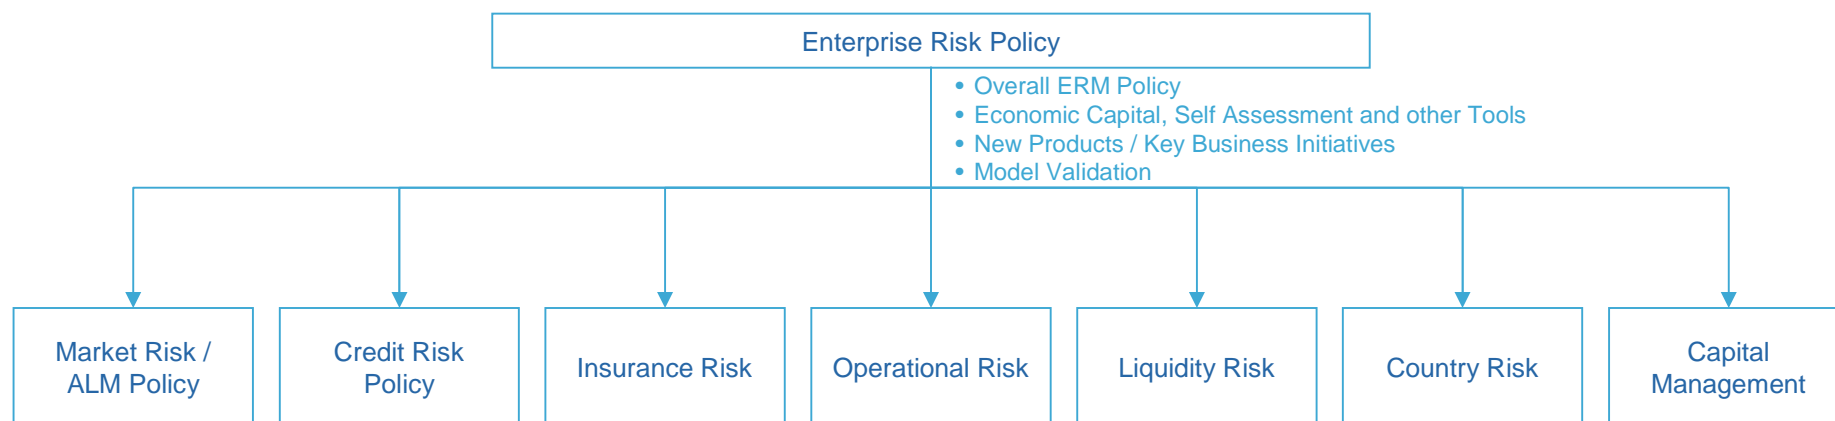 Enterprise Risk Policy
• Overall ERM Policy
• Economic Capital, Self Assessment and other Tools
• New Products / Key Business Initiatives
• Model Validation
Market Risk /
ALM Policy
Credit Risk
Policy
Insurance Risk
Operational Risk
Liquidity Risk
Country Risk
Capital
Management